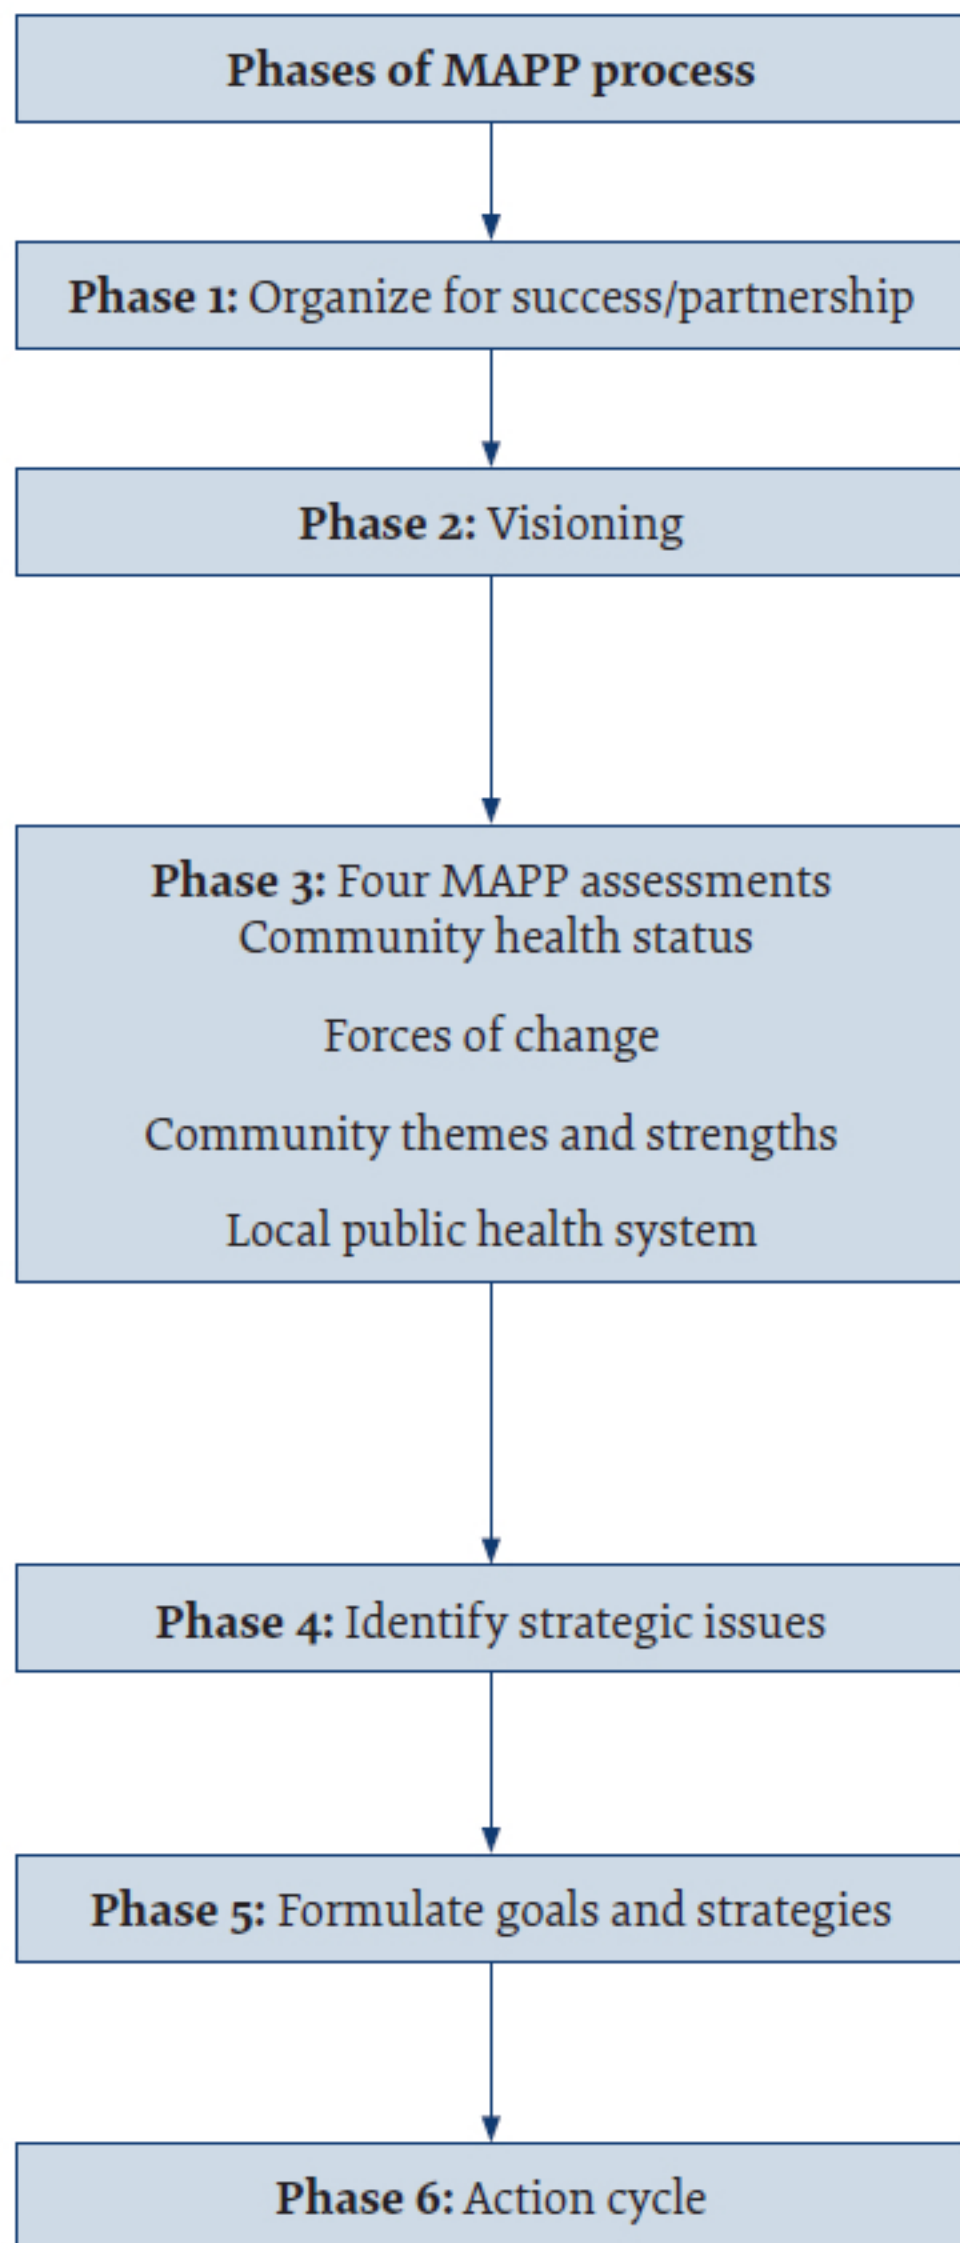 Phases of MAPP process
Phase 1: Organize for success/partnership
Phase 2: Visioning
Phase 3: Four MAPP assessments
Community health status
Forces of change
Community themes and strengths
Local public health system
Phase 4: Identify strategic issues
Phase 5: Formulate goals and strategies
Phase 6: Action cycle